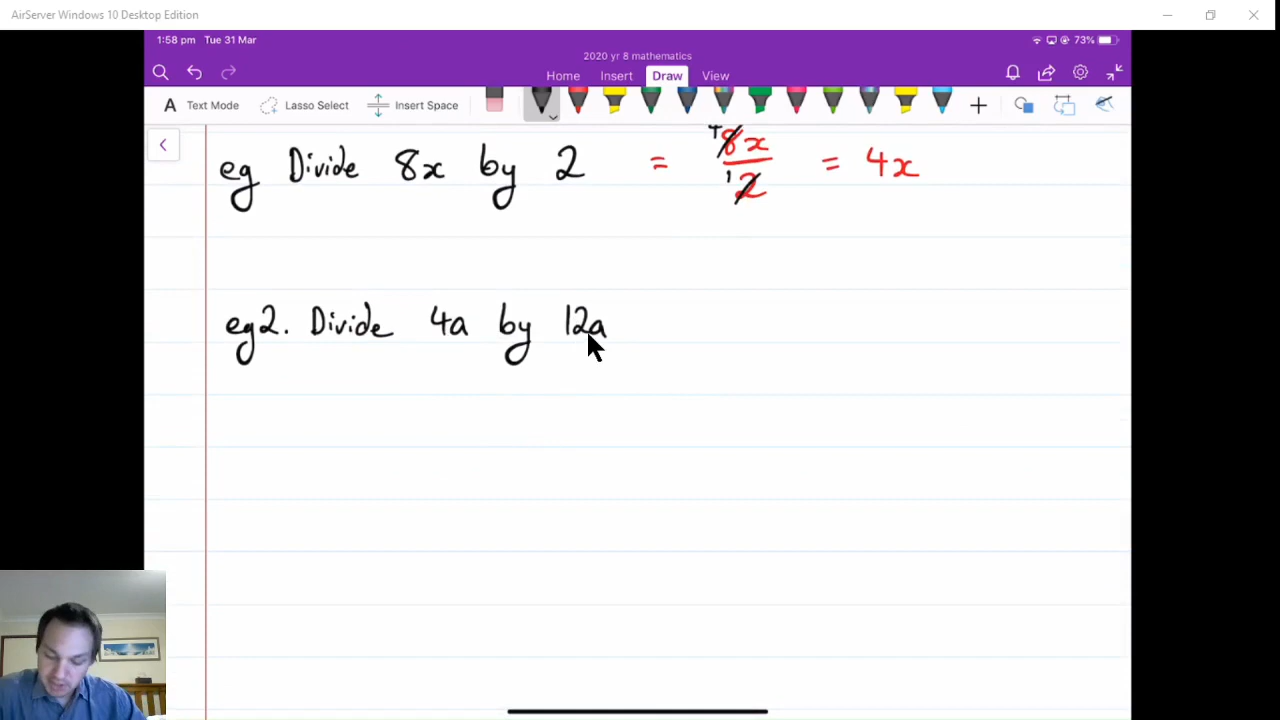 AirServer Windows 10 Desktop Edition
1:58 pm Tue 31 Mar
73%
2020 yr 8 mathematics
Home Insert Draw View
A Text Mode Lasso Select Insert Space
eg Divide 8x by 2 = 4 8x / 1 2 = 4x
eg2. Divide 4a by 12a